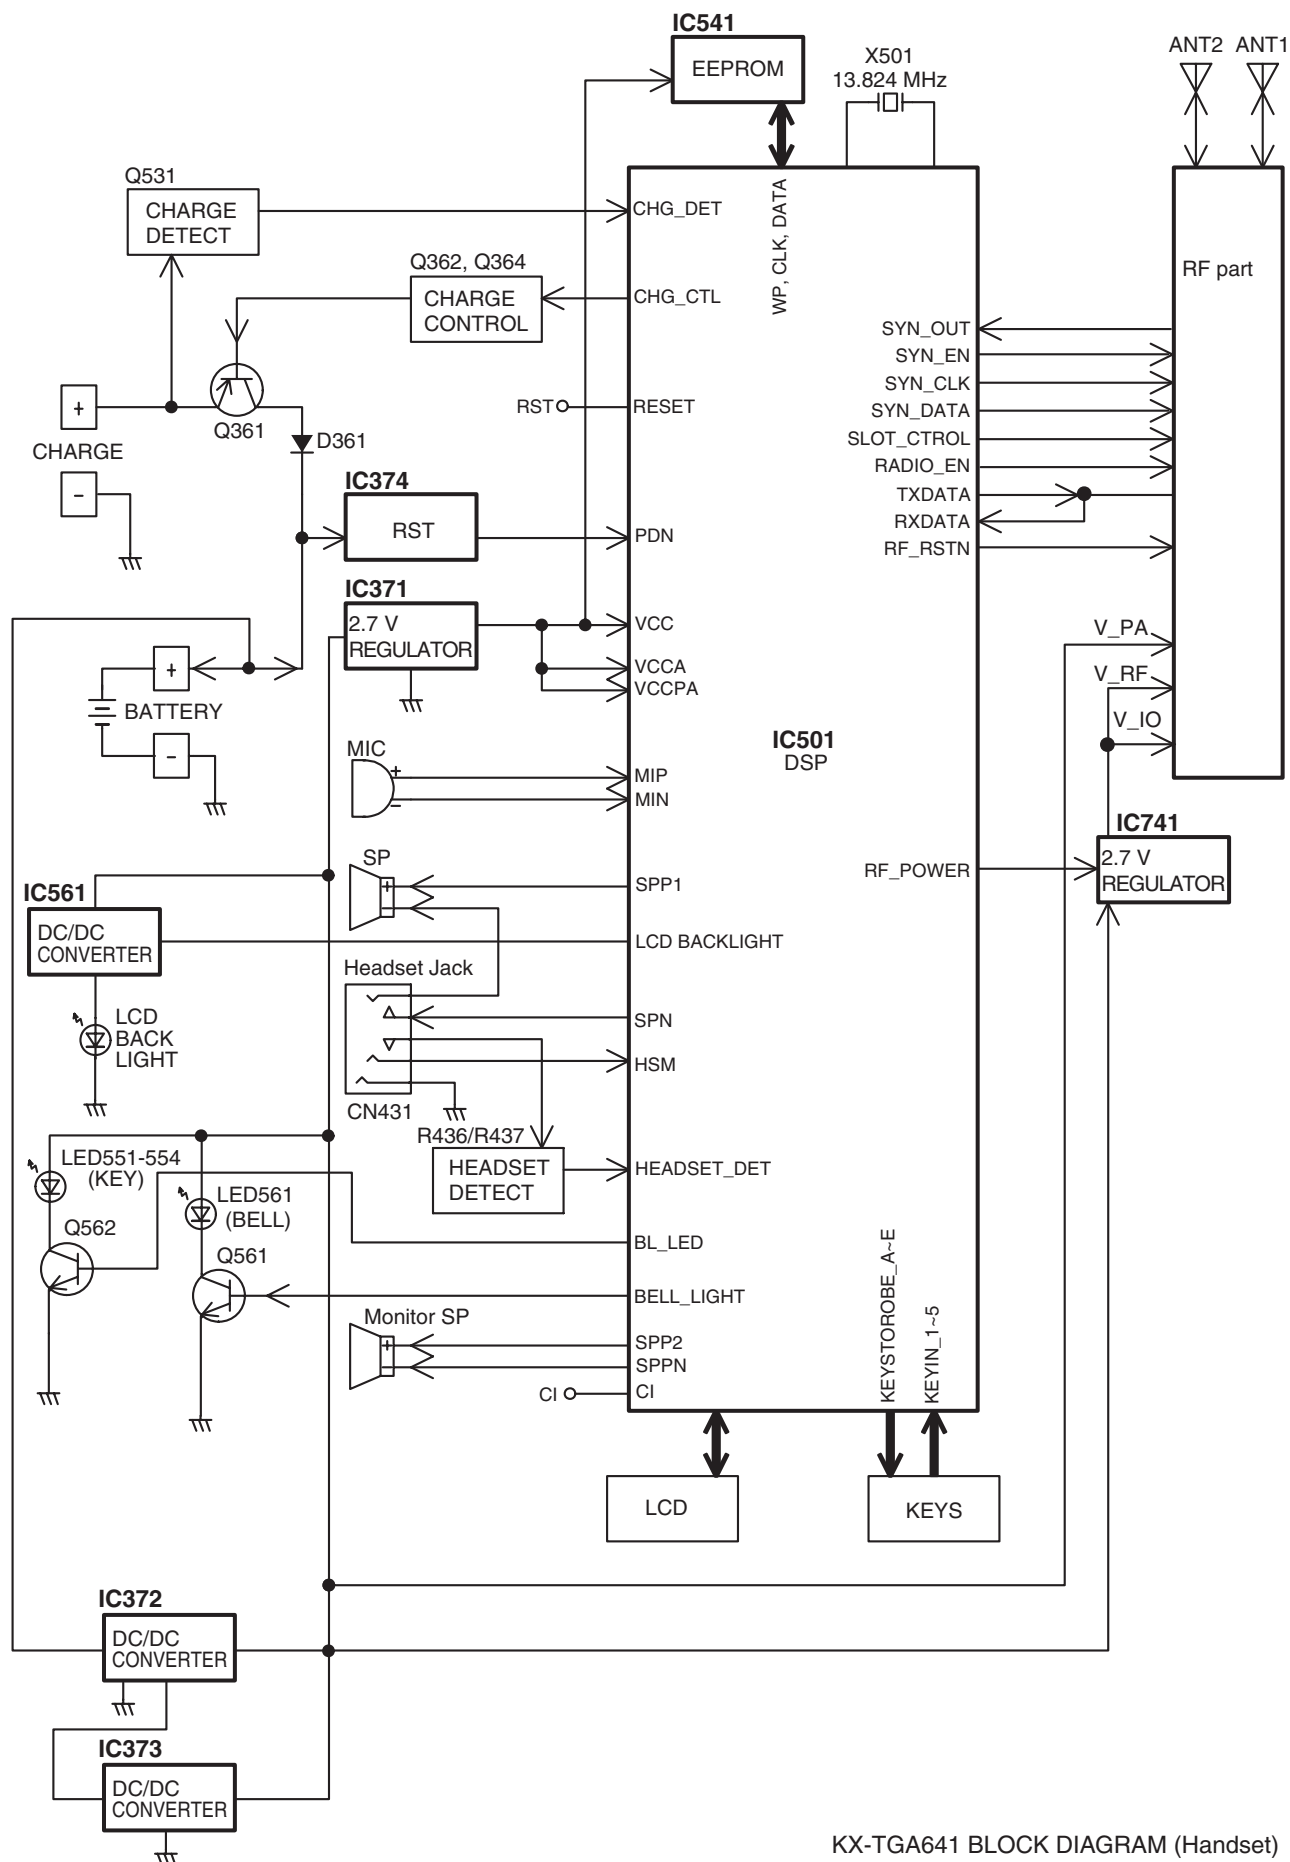 IC541
EEPROM
X501
13.824 MHz
ANT2 ANT1
Q531
CHARGE
DETECT
CHG_DET
WP, CLK, DATA
RF part
Q362, Q364
CHARGE
CONTROL
CHG_CTL
SYN_OUT
SYN_EN
SYN_CLK
SYN_DATA
SLOT_CTROL
RADIO_EN
TXDATA
RXDATA
RF_RSTN
+
CHARGE
-
Q361
D361
RST
RESET
IC374
RST
PDN
IC371
2.7 V
REGULATOR
VCC
VCCA
VCCPA
V_PA
V_RF
V_IO
+
BATTERY
-
IC501
DSP
MIC
+
-
MIP
MIN
IC741
2.7 V
REGULATOR
RF_POWER
SP
+
-
SPP1
IC561
DC/DC
CONVERTER
LCD BACKLIGHT
LCD
BACK
LIGHT
Headset Jack
CN431
SPN
HSM
R436/R437
HEADSET
DETECT
HEADSET_DET
LED551-554
(KEY)
Q562
LED561
(BELL)
Q561
BL_LED
BELL_LIGHT
Monitor SP
+
-
SPP2
SPPN
CI
CI
KEYSTOROBE_A~E
KEYIN_1~5
LCD
KEYS
IC372
DC/DC
CONVERTER
IC373
DC/DC
CONVERTER
KX-TGA641 BLOCK DIAGRAM (Handset)